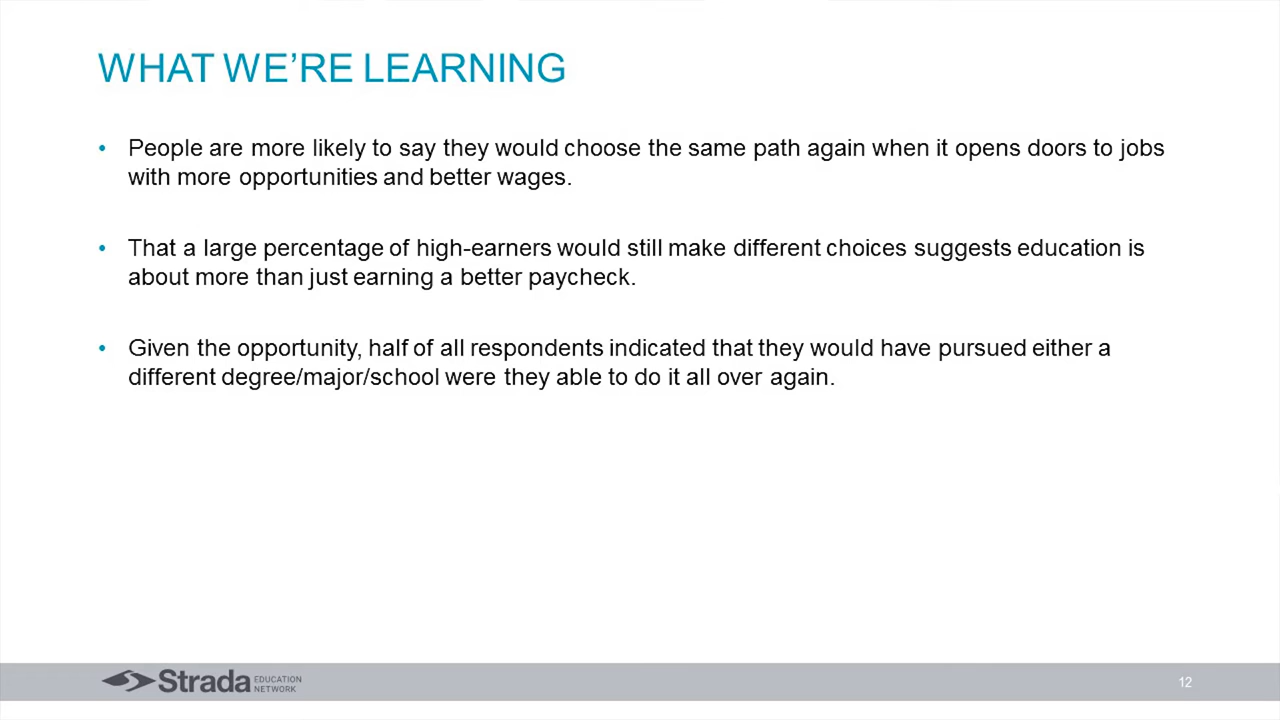 WHAT WE’RE LEARNING
• People are more likely to say they would choose the same path again when it opens doors to jobs
with more opportunities and better wages.
• That a large percentage of high-earners would still make different choices suggests education is
about more than just earning a better paycheck.
• Given the opportunity, half of all respondents indicated that they would have pursued either a
different degree/major/school were they able to do it all over again.
Strada EDUCATION
NETWORK
12